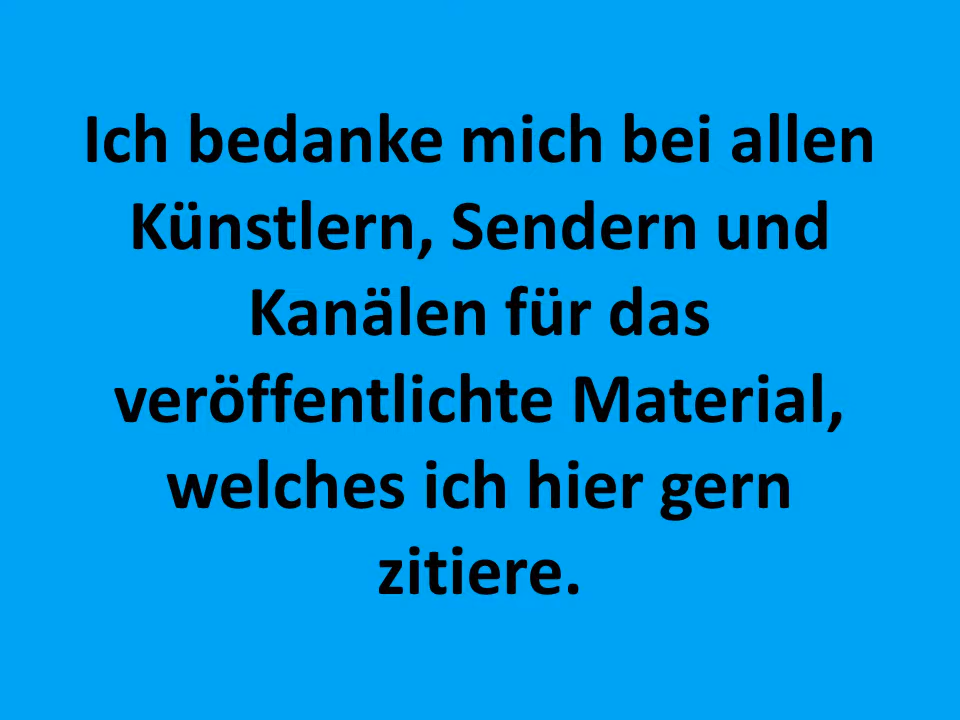 Ich bedanke mich bei allen
Künstlern, Sendern und
Kanälen für das
veröffentlichte Material,
welches ich hier gern
zitiere.